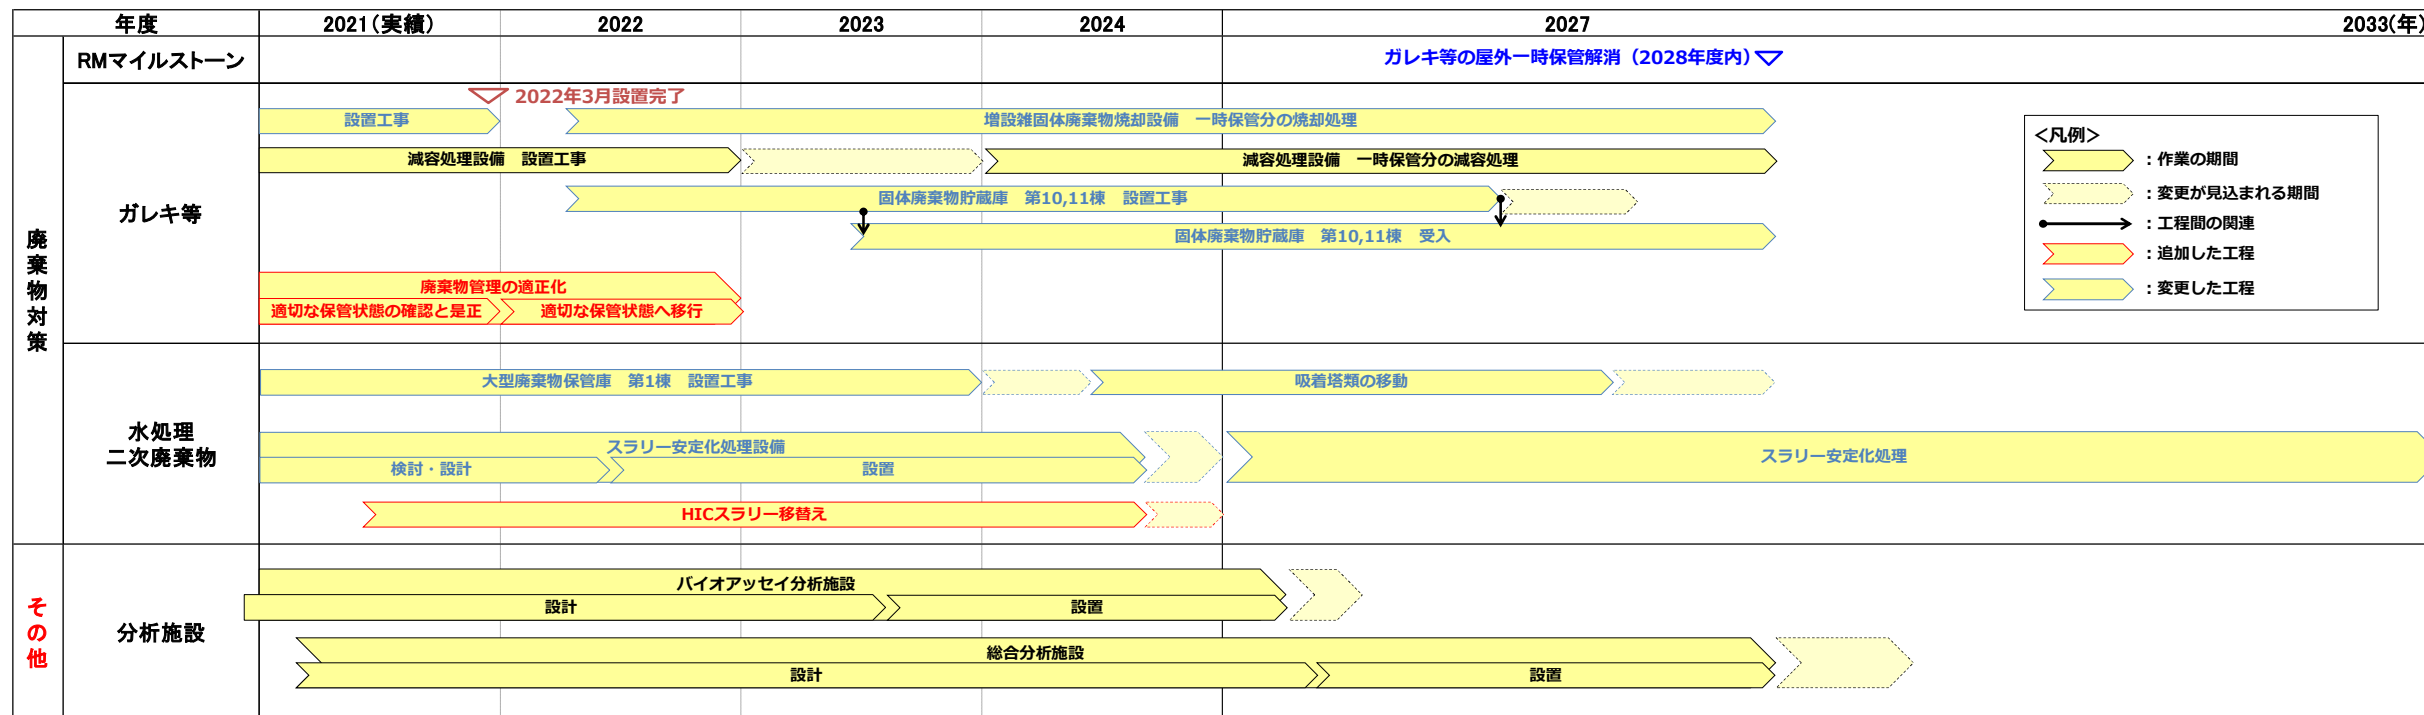 年度
2021(実績)
2022
2023
2024
2027
2033(年)
廃棄物対策
RMマイルストーン
ガレキ等の屋外一時保管解消（2028年度内）
ガレキ等
2022年3月設置完了
設置工事
増設雑固体廃棄物焼却設備　一時保管分の焼却処理
減容処理設備　設置工事
減容処理設備　一時保管分の減容処理
固体廃棄物貯蔵庫　第10,11棟　設置工事
固体廃棄物貯蔵庫　第10,11棟　受入
廃棄物管理の適正化
適切な保管状態の確認と是正
適切な保管状態へ移行
＜凡例＞
：作業の期間
：変更が見込まれる期間
：工程間の関連
：追加した工程
：変更した工程
水処理
二次廃棄物
大型廃棄物保管庫　第1棟　設置工事
吸着塔類の移動
スラリー安定化処理設備
検討・設計
設置
スラリー安定化処理
HICスラリー移替え
その他
分析施設
バイオアッセイ分析施設
設計
設置
総合分析施設
設計
設置